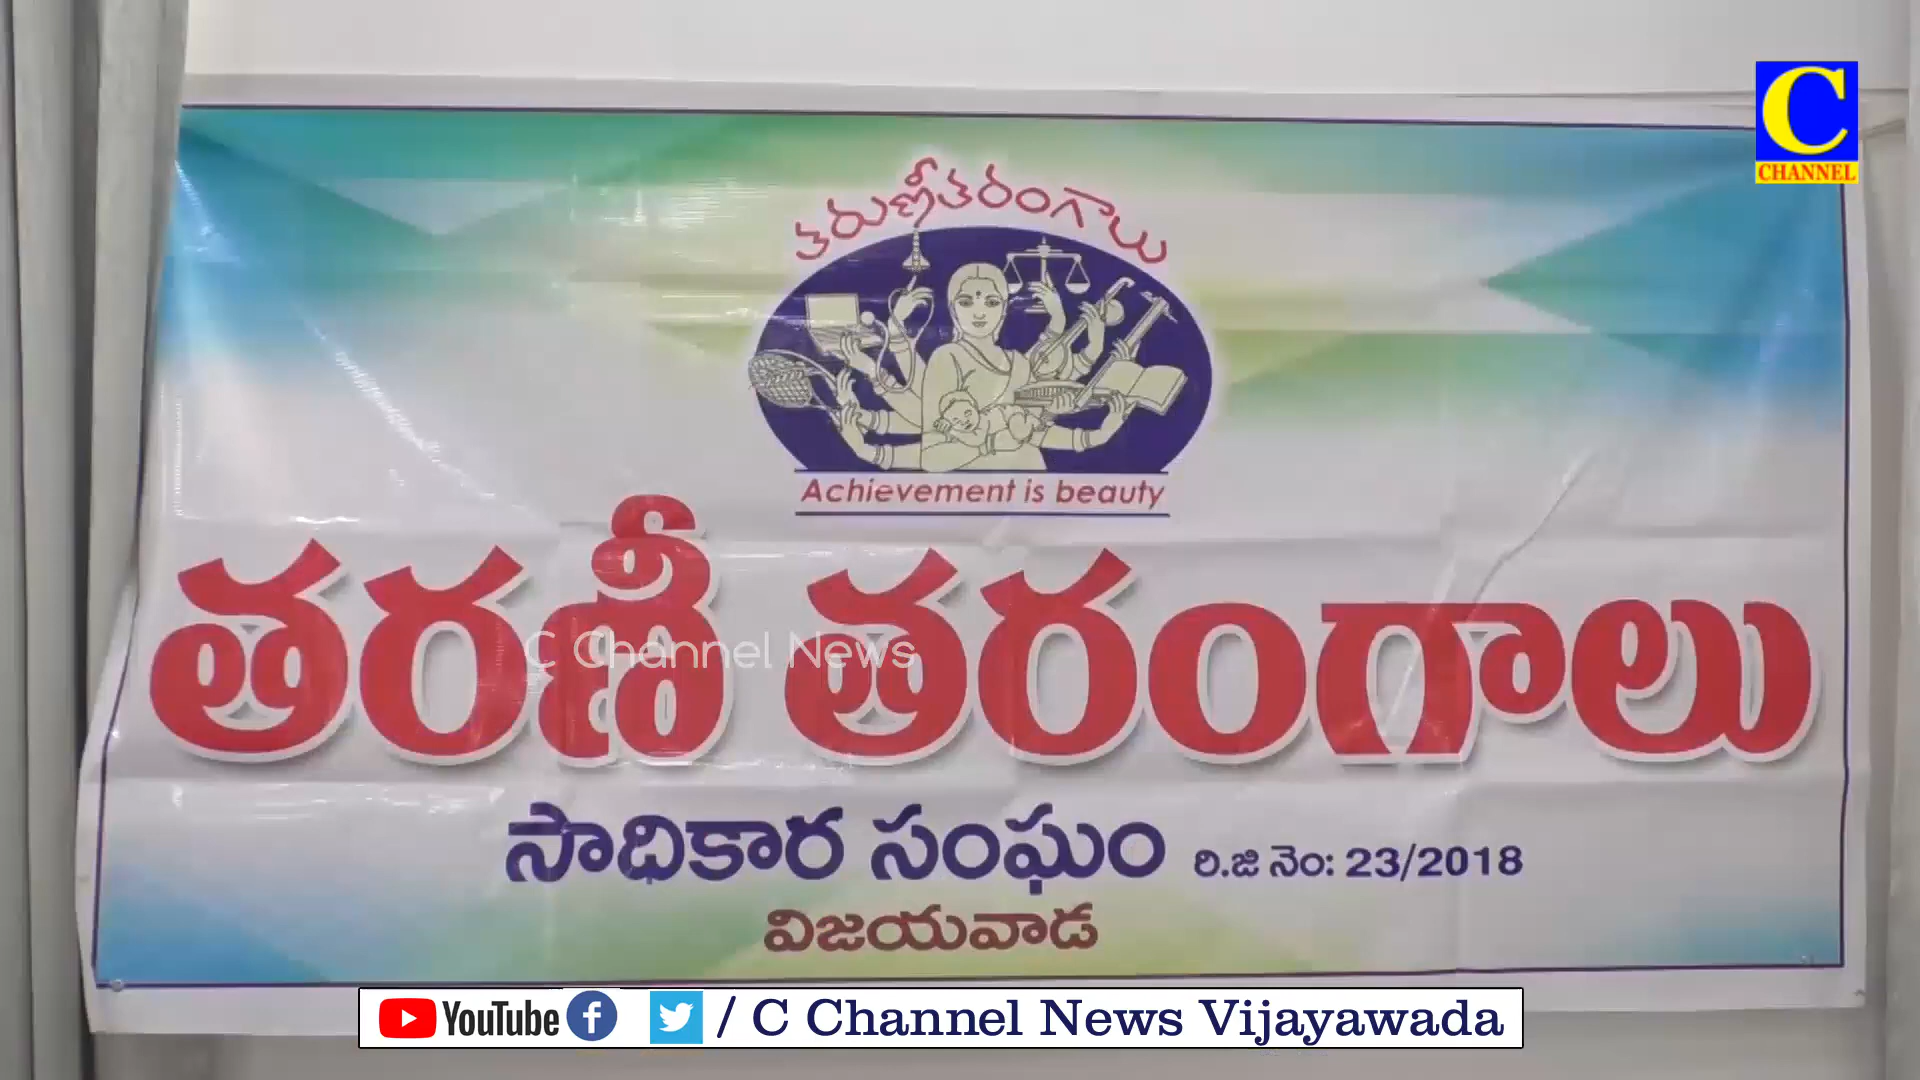 C
CHANNEL
తరుణీతరంగాలు
Achievement is beauty
తరణీ తరంగాలు
C Channel News
సాధికార సంఘం రి.జి నెం: 23/2018
విజయవాడ
YouTube / C Channel News Vijayawada